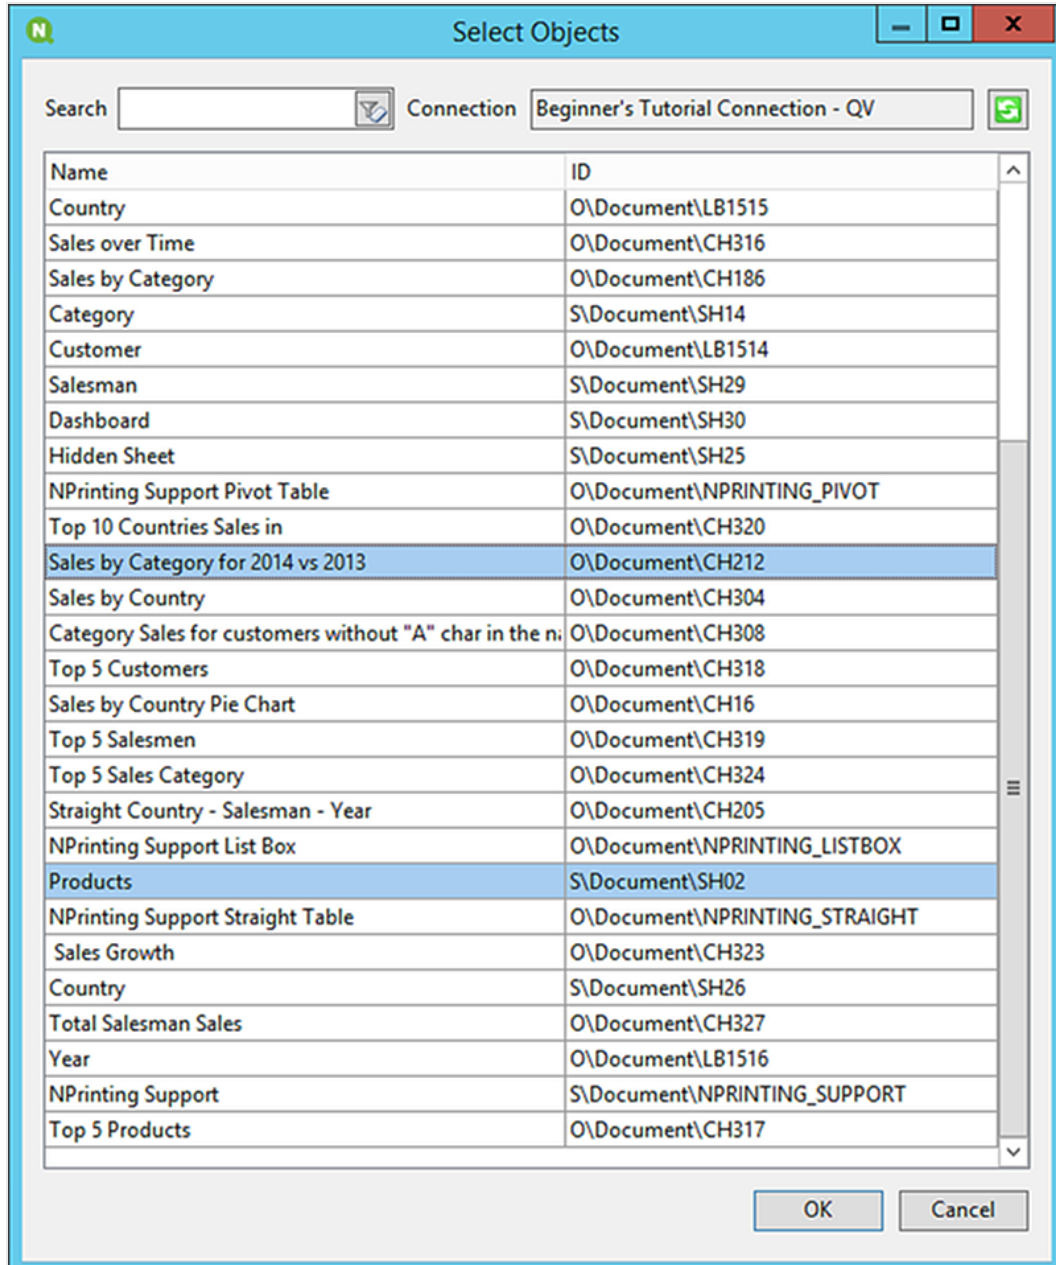 N
Select Objects
Search Connection Beginner's Tutorial Connection - QV
Name ID
Country O\Document\LB1515
Sales over Time O\Document\CH316
Sales by Category O\Document\CH186
Category S\Document\SH14
Customer O\Document\LB1514
Salesman S\Document\SH29
Dashboard S\Document\SH30
Hidden Sheet S\Document\SH25
NPrinting Support Pivot Table O\Document\NPRINTING_PIVOT
Top 10 Countries Sales in O\Document\CH320
Sales by Category for 2014 vs 2013 O\Document\CH212
Sales by Country O\Document\CH304
Category Sales for customers without "A" char in the O\Document\CH308
Top 5 Customers O\Document\CH318
Sales by Country Pie Chart O\Document\CH16
Top 5 Salesmen O\Document\CH319
Top 5 Sales Category O\Document\CH324
Straight Country - Salesman - Year O\Document\CH205
NPrinting Support List Box O\Document\NPRINTING_LISTBOX
Products S\Document\SH02
NPrinting Support Straight Table O\Document\NPRINTING_STRAIGHT
Sales Growth O\Document\CH323
Country S\Document\SH26
Total Salesman Sales O\Document\CH327
Year O\Document\LB1516
NPrinting Support S\Document\NPRINTING_SUPPORT
Top 5 Products O\Document\CH317
OK Cancel